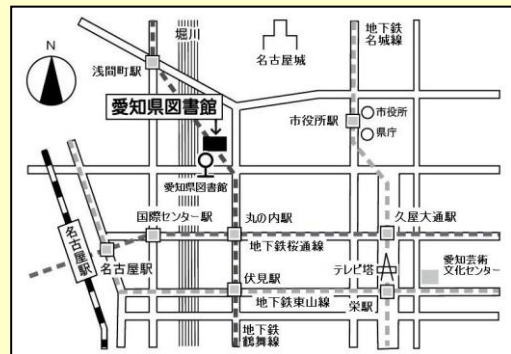 N
堀川
地下鉄
名城線
浅間町駅
名古屋城
愛知県図書館
市役所駅
市役所
県庁
愛知県図書館
国際センター駅
丸の内駅
久屋大通駅
地下鉄桜通線
名古屋駅
名古屋駅
テレビ塔
愛知芸術
文化センター
伏見駅
地下鉄東山線
栄駅
地下鉄
鶴舞線